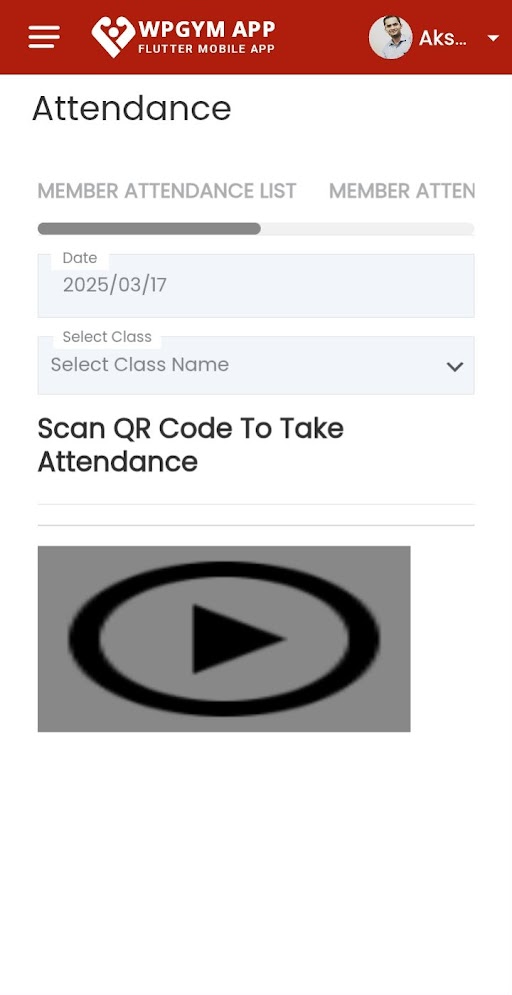 WPGYM APP
FLUTTER MOBILE APP
Aks...
Attendance
MEMBER ATTENDANCE LIST MEMBER ATTEN
Date
2025/03/17
Select Class
Select Class Name
Scan QR Code To Take
Attendance